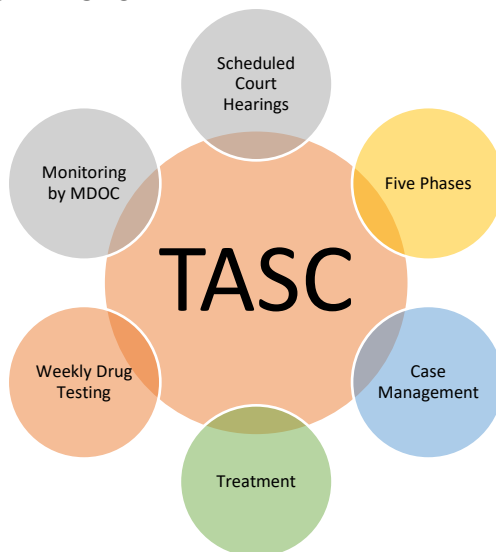 Scheduled
Court
Hearings
Monitoring
by MDOC
Five Phases
TASC
Weekly Drug
Testing
Case
Management
Treatment